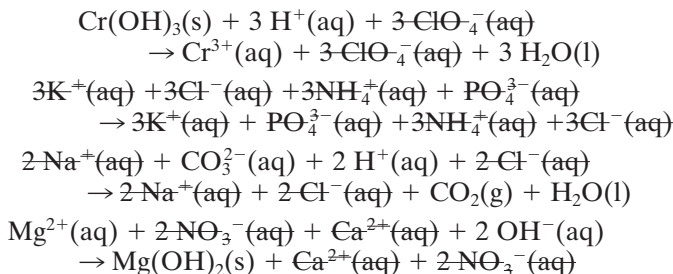 Cr(OH)₃(s) + 3 H⁺(aq) + ~~3 ClO₄⁻(aq)~~
→ Cr³⁺(aq) + ~~3 ClO₄⁻(aq)~~ + 3 H₂O(l)
~~3K⁺(aq)~~ +~~3Cl⁻(aq)~~ +~~3NH₄⁺(aq)~~ + ~~PO₄³⁻(aq)~~
→ ~~3K⁺(aq)~~ + ~~PO₄³⁻(aq)~~ +~~3NH₄⁺(aq)~~ +~~3Cl⁻(aq)~~
~~2 Na⁺(aq)~~ + CO₃²⁻(aq) + 2 H⁺(aq) + ~~2 Cl⁻(aq)~~
→ ~~2 Na⁺(aq)~~ + ~~2 Cl⁻(aq)~~ + CO₂(g) + H₂O(l)
Mg²⁺(aq) + ~~2 NO₃⁻(aq)~~ + ~~Ca²⁺(aq)~~ + 2 OH⁻(aq)
→ Mg(OH)₂(s) + ~~Ca²⁺(aq)~~ + ~~2 NO₃⁻(aq)~~